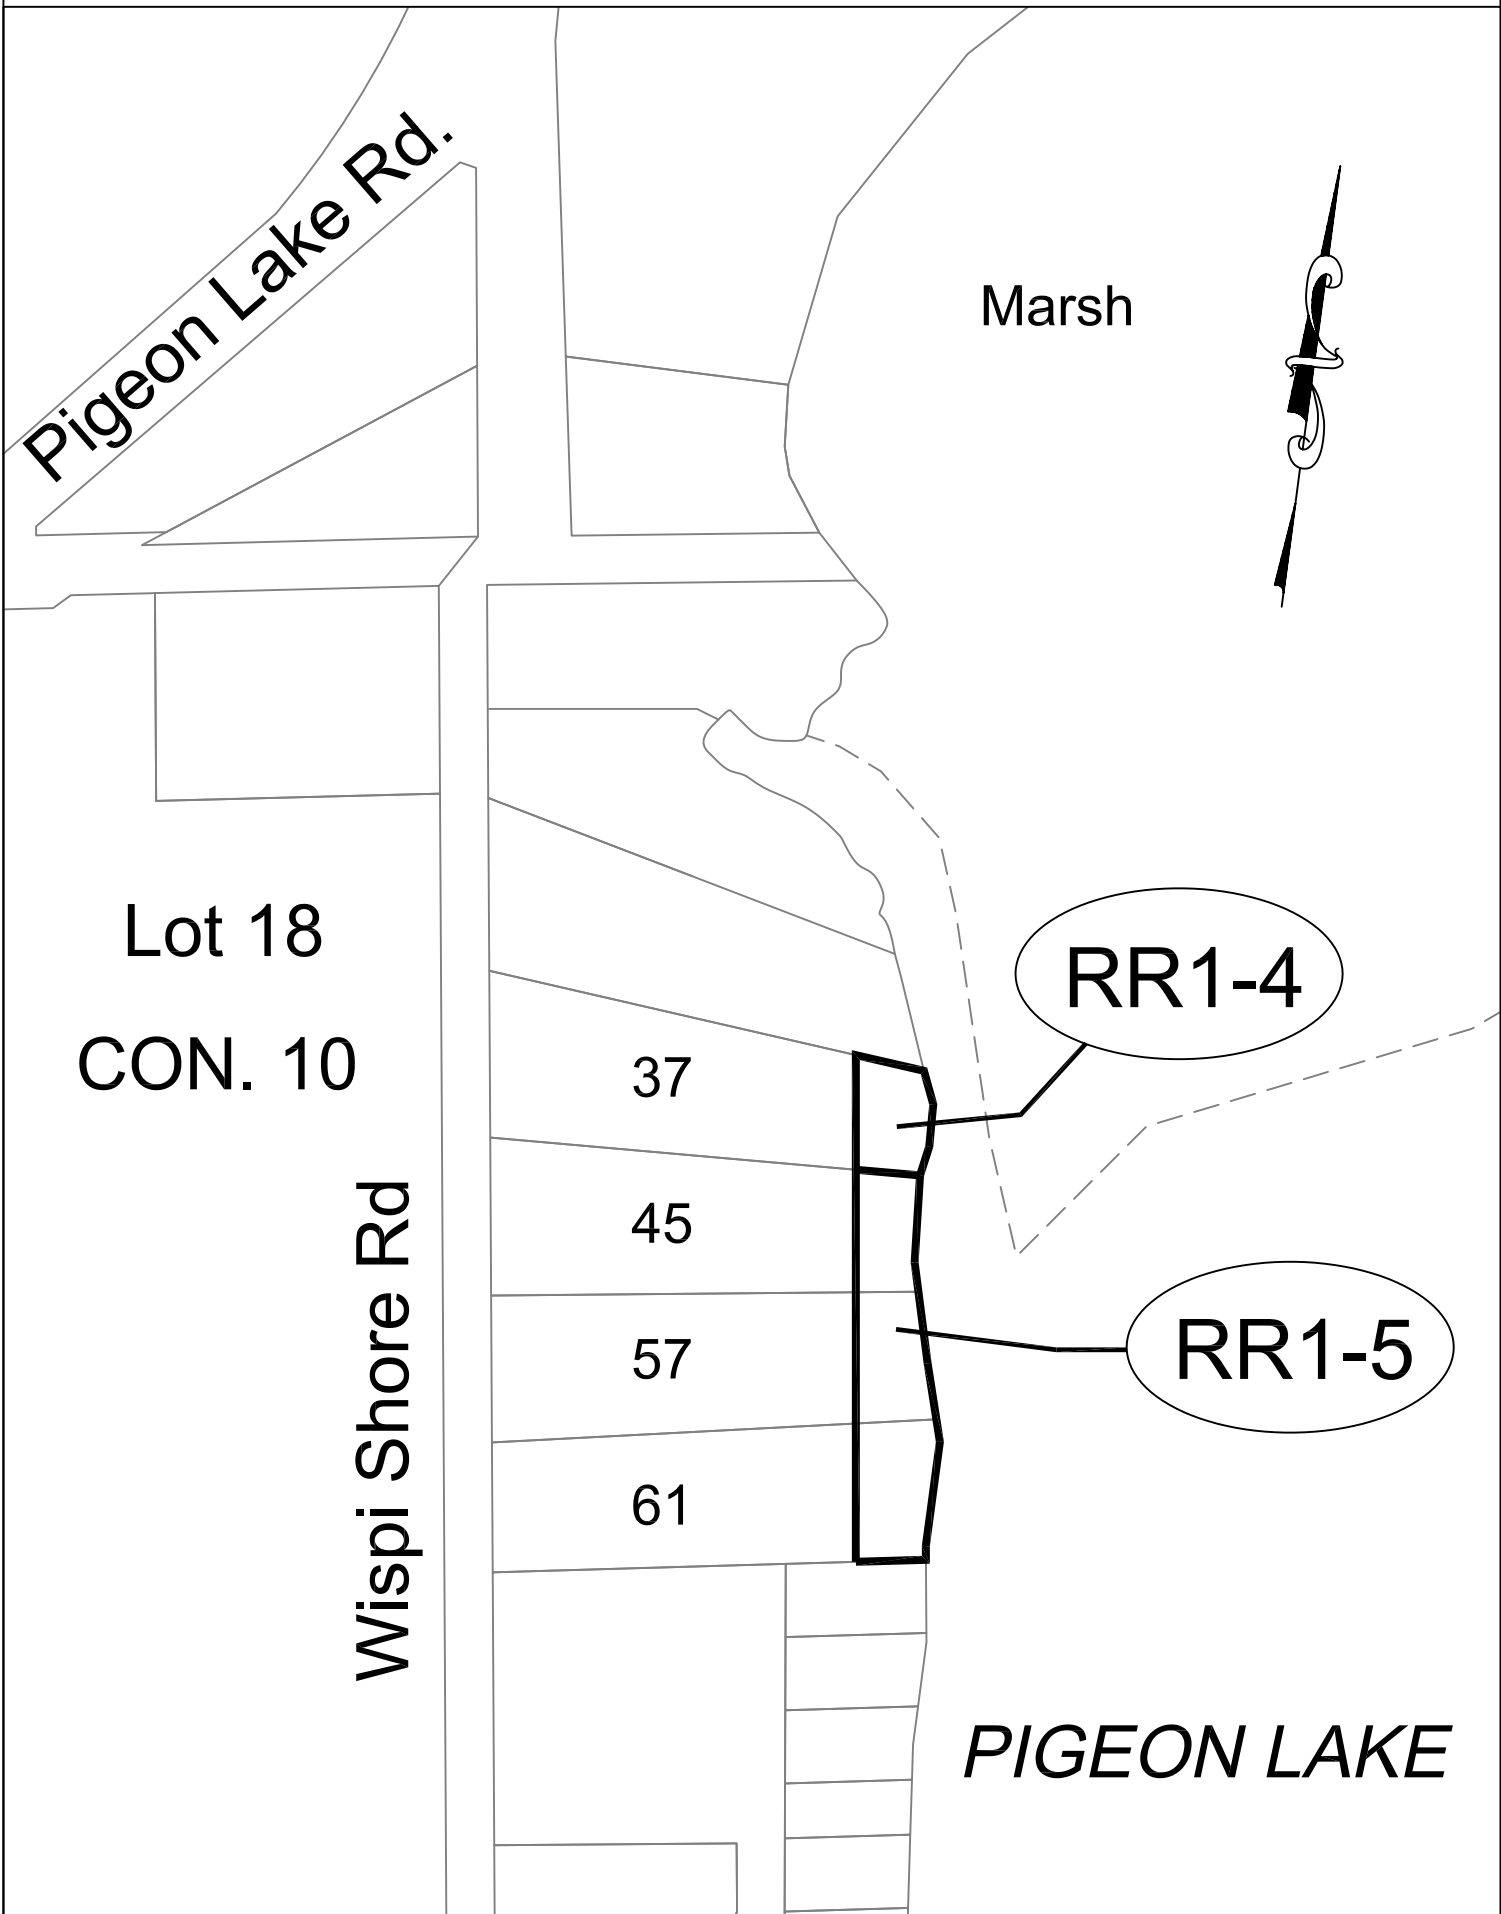 Pigeon Lake Rd.
Marsh
Lot 18
CON. 10
RR1-4
37
Wispi Shore Rd
45
RR1-5
57
61
PIGEON LAKE